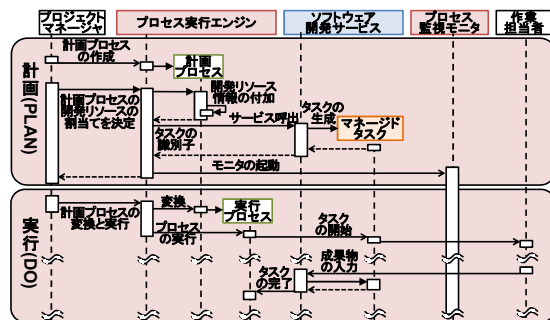 プロジェクト
マネージャ
プロセス実行エンジン
ソフトウェア
開発サービス
プロセス
監視モニタ
作業
担当者
計画(PLAN)
計画プロセス
の作成
計画
プロセス
計画プロセスの
開発リソースの
割当てを決定
開発リソース
情報の付加
サービス呼出
タスクの
生成
マネージド
タスク
タスクの
識別子
モニタの起動
実行(DO)
計画プロセスの
変換と実行
変換
実行
プロセス
プロセス
の実行
タスク
の開始
成果物
の入力
タスク
の完了